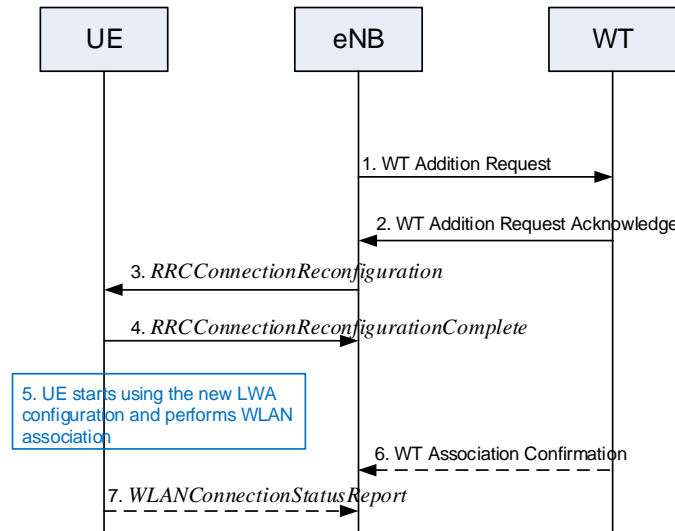 UE
eNB
WT
1. WT Addition Request
2. WT Addition Request Acknowledge
3. RRCConnectionReconfiguration
4. RRCConnectionReconfigurationComplete
5. UE starts using the new LWA
configuration and performs WLAN
association
6. WT Association Confirmation
7. WLANConnectionStatusReport